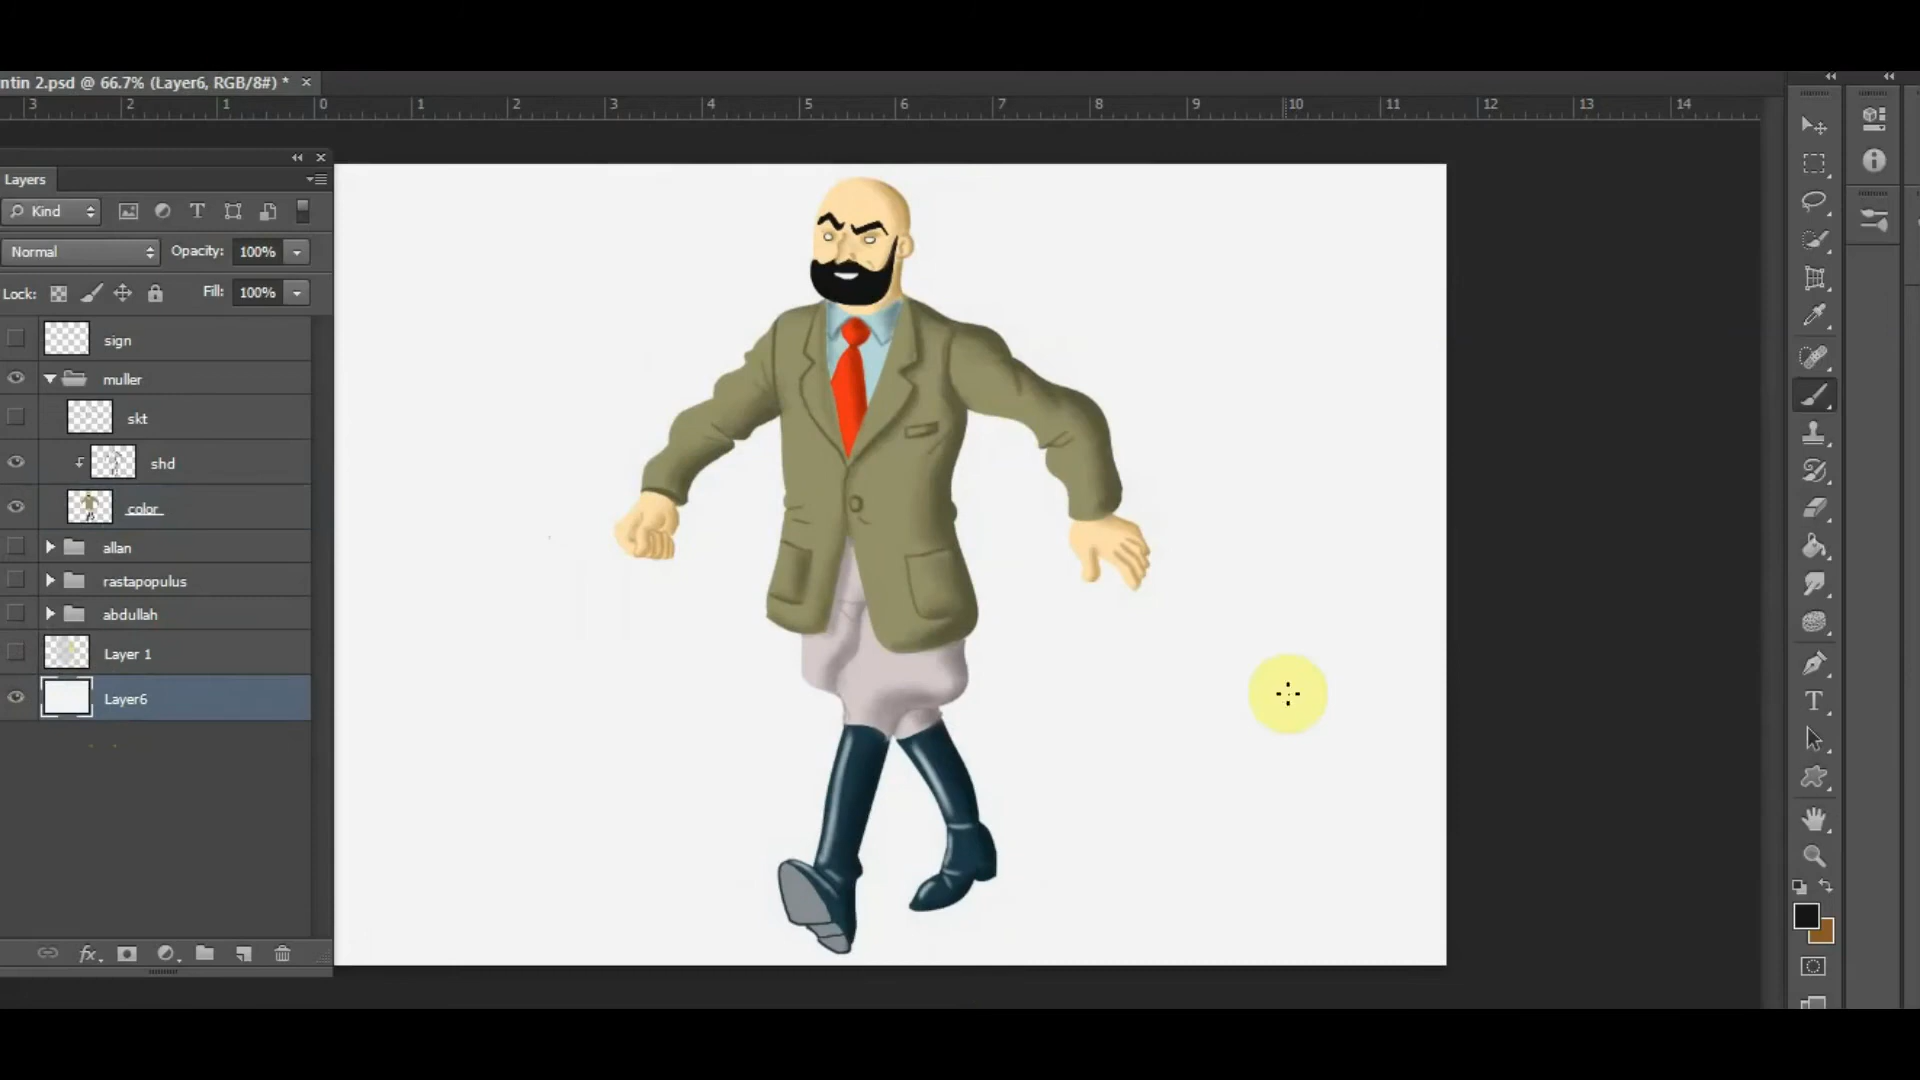 ntin 2.psd @ 66.7% (Layer6, RGB/8#) *
3 2 1 0 1 2 3 4 5 6 7 8 9 10 11 12 13 14
Layers
Kind
Normal Opacity: 100%
Lock: Fill: 100%
sign
muller
skt
shd
color
allan
rastapopulus
abdullah
Layer 1
Layer6
fx